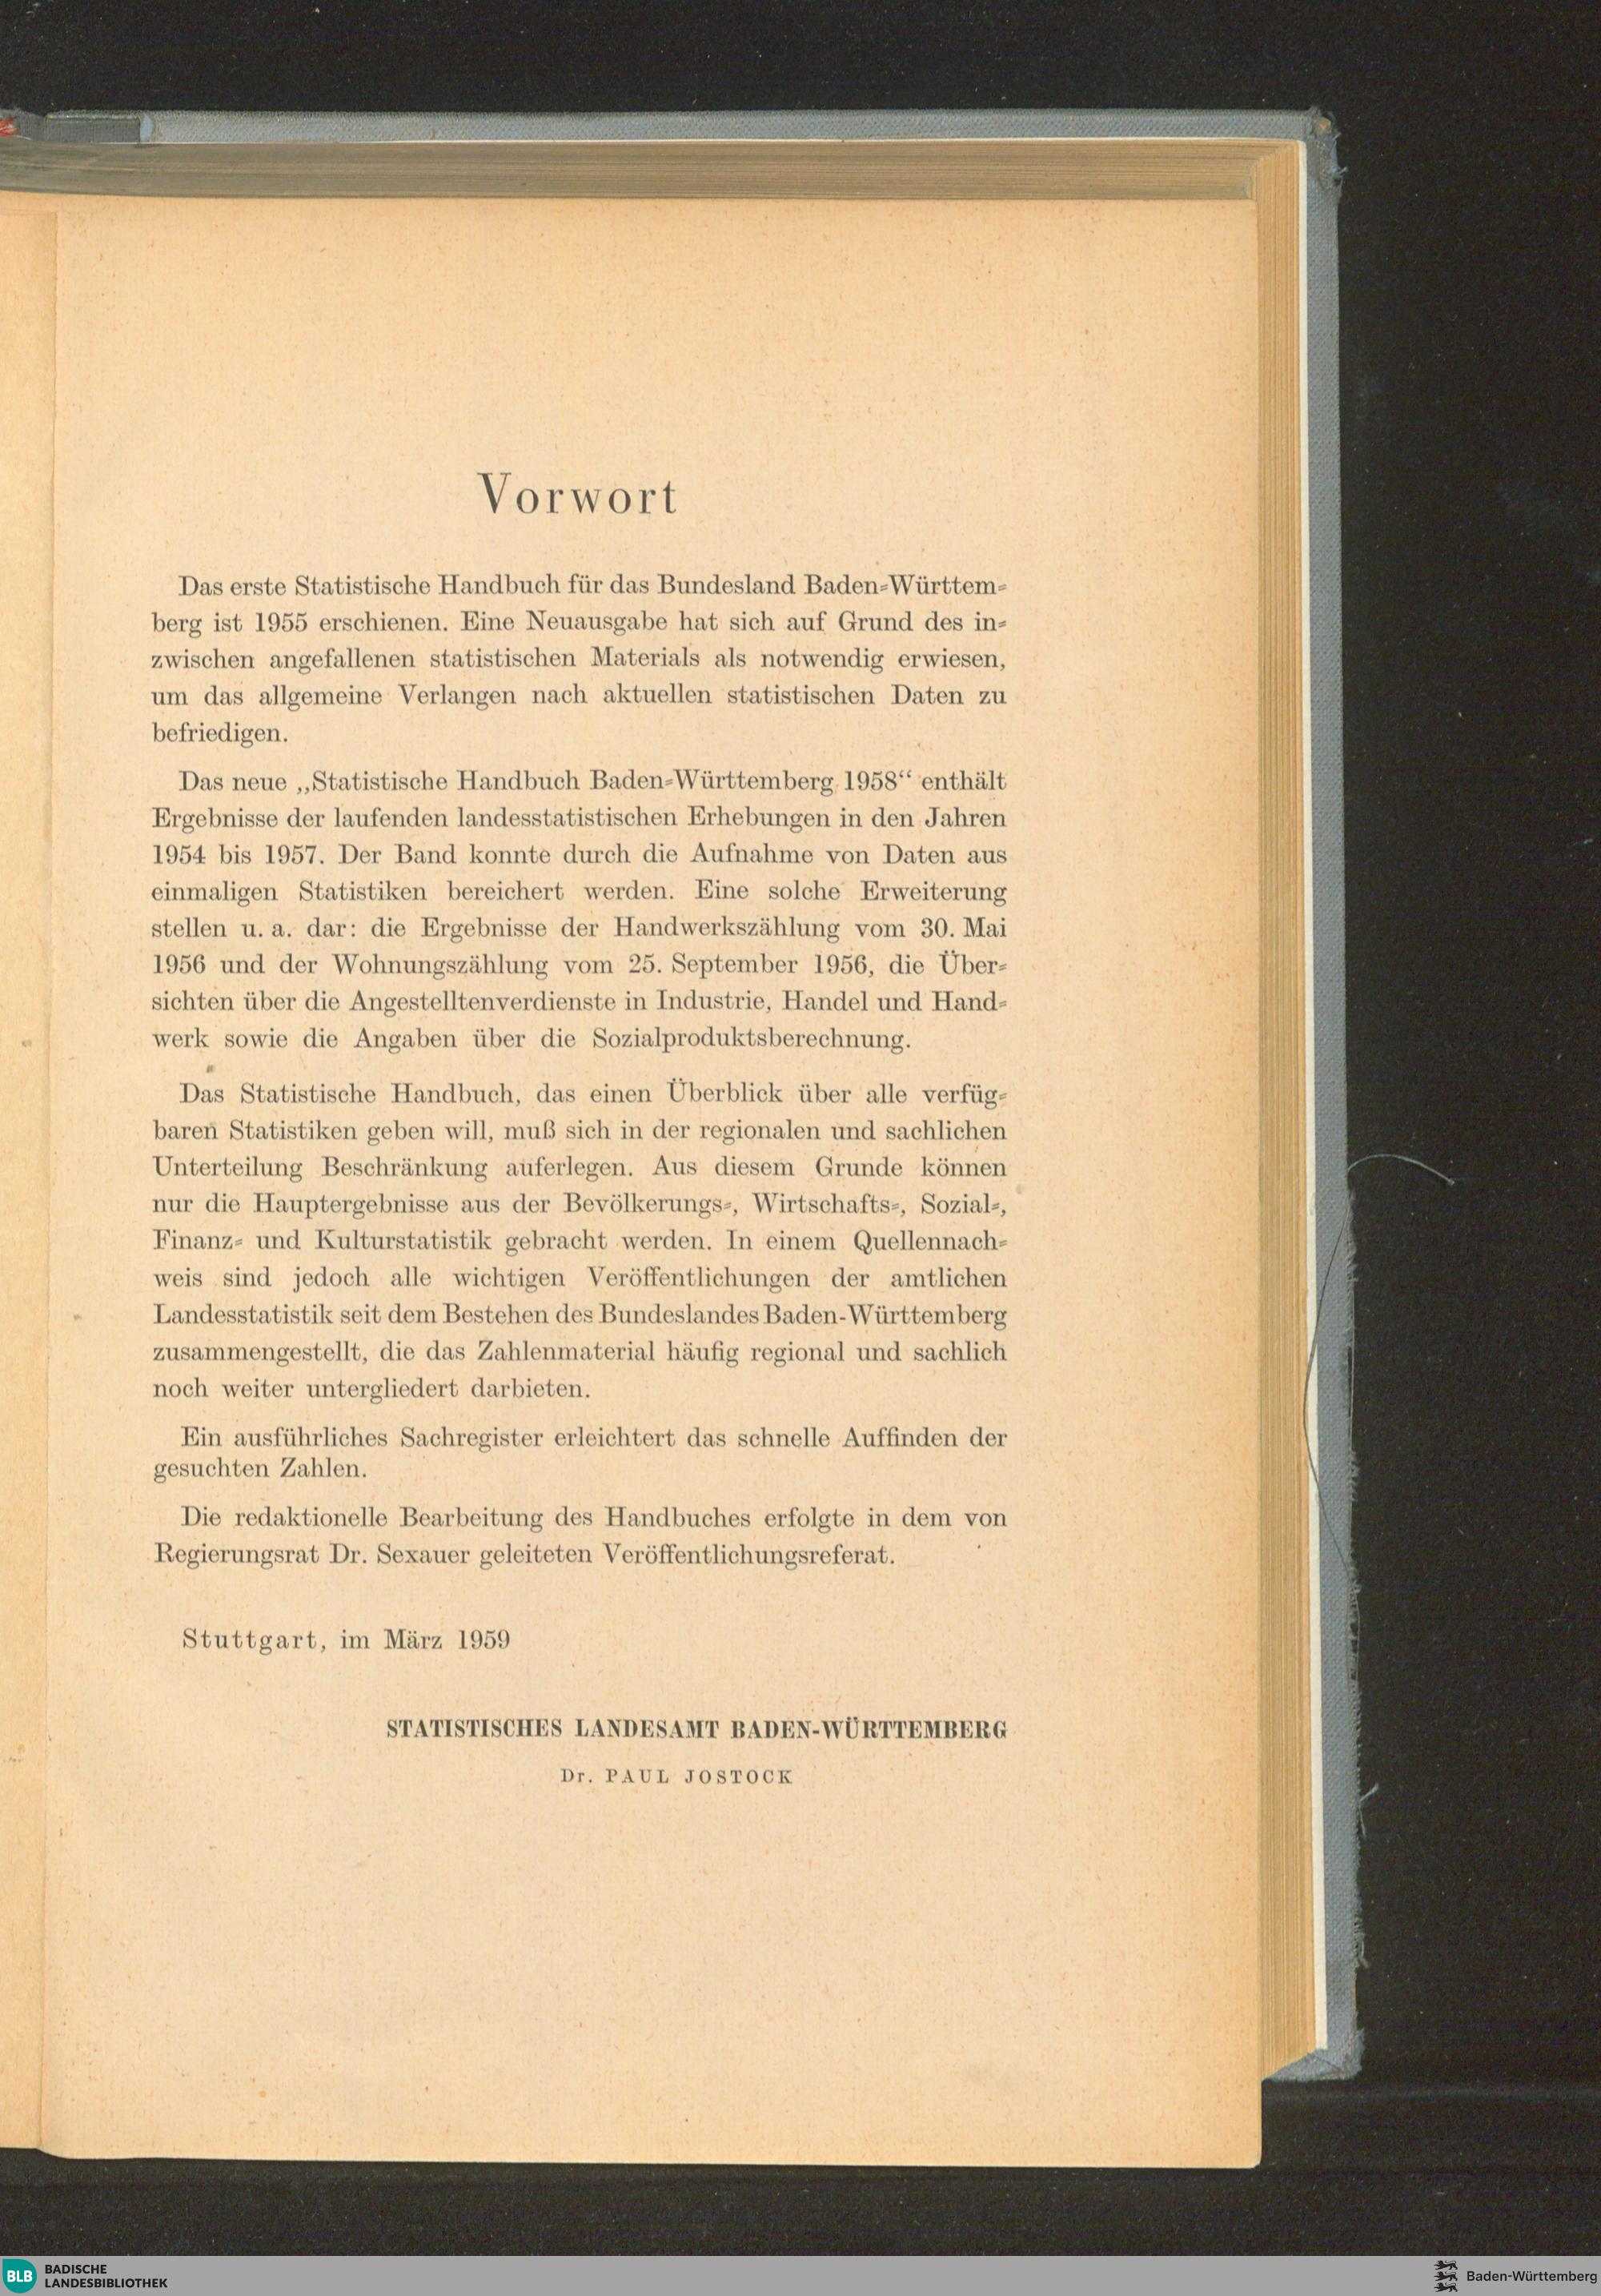 Vorwort
Das erste Statistische Handbuch für das Bundesland Baden-Württem-
berg ist 1955 erschienen. Eine Neuausgabe hat sich auf Grund des in-
zwischen angefallenen statistischen Materials als notwendig erwiesen,
um das allgemeine Verlangen nach aktuellen statistischen Daten zu
befriedigen.
Das neue „Statistische Handbuch Baden-Württemberg 1958“ enthält
Ergebnisse der laufenden landesstatistischen Erhebungen in den Jahren
1954 bis 1957. Der Band konnte durch die Aufnahme von Daten aus
einmaligen Statistiken bereichert werden. Eine solche Erweiterung
stellen u. a. dar: die Ergebnisse der Handwerkszählung vom 30. Mai
1956 und der Wohnungszählung vom 25. September 1956, die Über-
sichten über die Angestelltenverdienste in Industrie, Handel und Hand-
werk sowie die Angaben über die Sozialproduktsberechnung.
Das Statistische Handbuch, das einen Überblick über alle verfüg-
baren Statistiken geben will, muß sich in der regionalen und sachlichen
Unterteilung Beschränkung auferlegen. Aus diesem Grunde können
nur die Hauptergebnisse aus der Bevölkerungs-, Wirtschafts-, Sozial-,
Finanz- und Kulturstatistik gebracht werden. In einem Quellennach-
weis sind jedoch alle wichtigen Veröffentlichungen der amtlichen
Landesstatistik seit dem Bestehen des Bundeslandes Baden-Württemberg
zusammengestellt, die das Zahlenmaterial häufig regional und sachlich
noch weiter untergliedert darbieten.
Ein ausführliches Sachregister erleichtert das schnelle Auffinden der
gesuchten Zahlen.
Die redaktionelle Bearbeitung des Handbuches erfolgte in dem von
Regierungsrat Dr. Sexauer geleiteten Veröffentlichungsreferat.
Stuttgart, im März 1959
STATISTISCHES LANDESAMT BADEN-WÜRTTEMBERG
Dr. PAUL JOSTOCK
BLB BADISCHE
LANDESBIBLIOTHEK
Baden-Württemberg